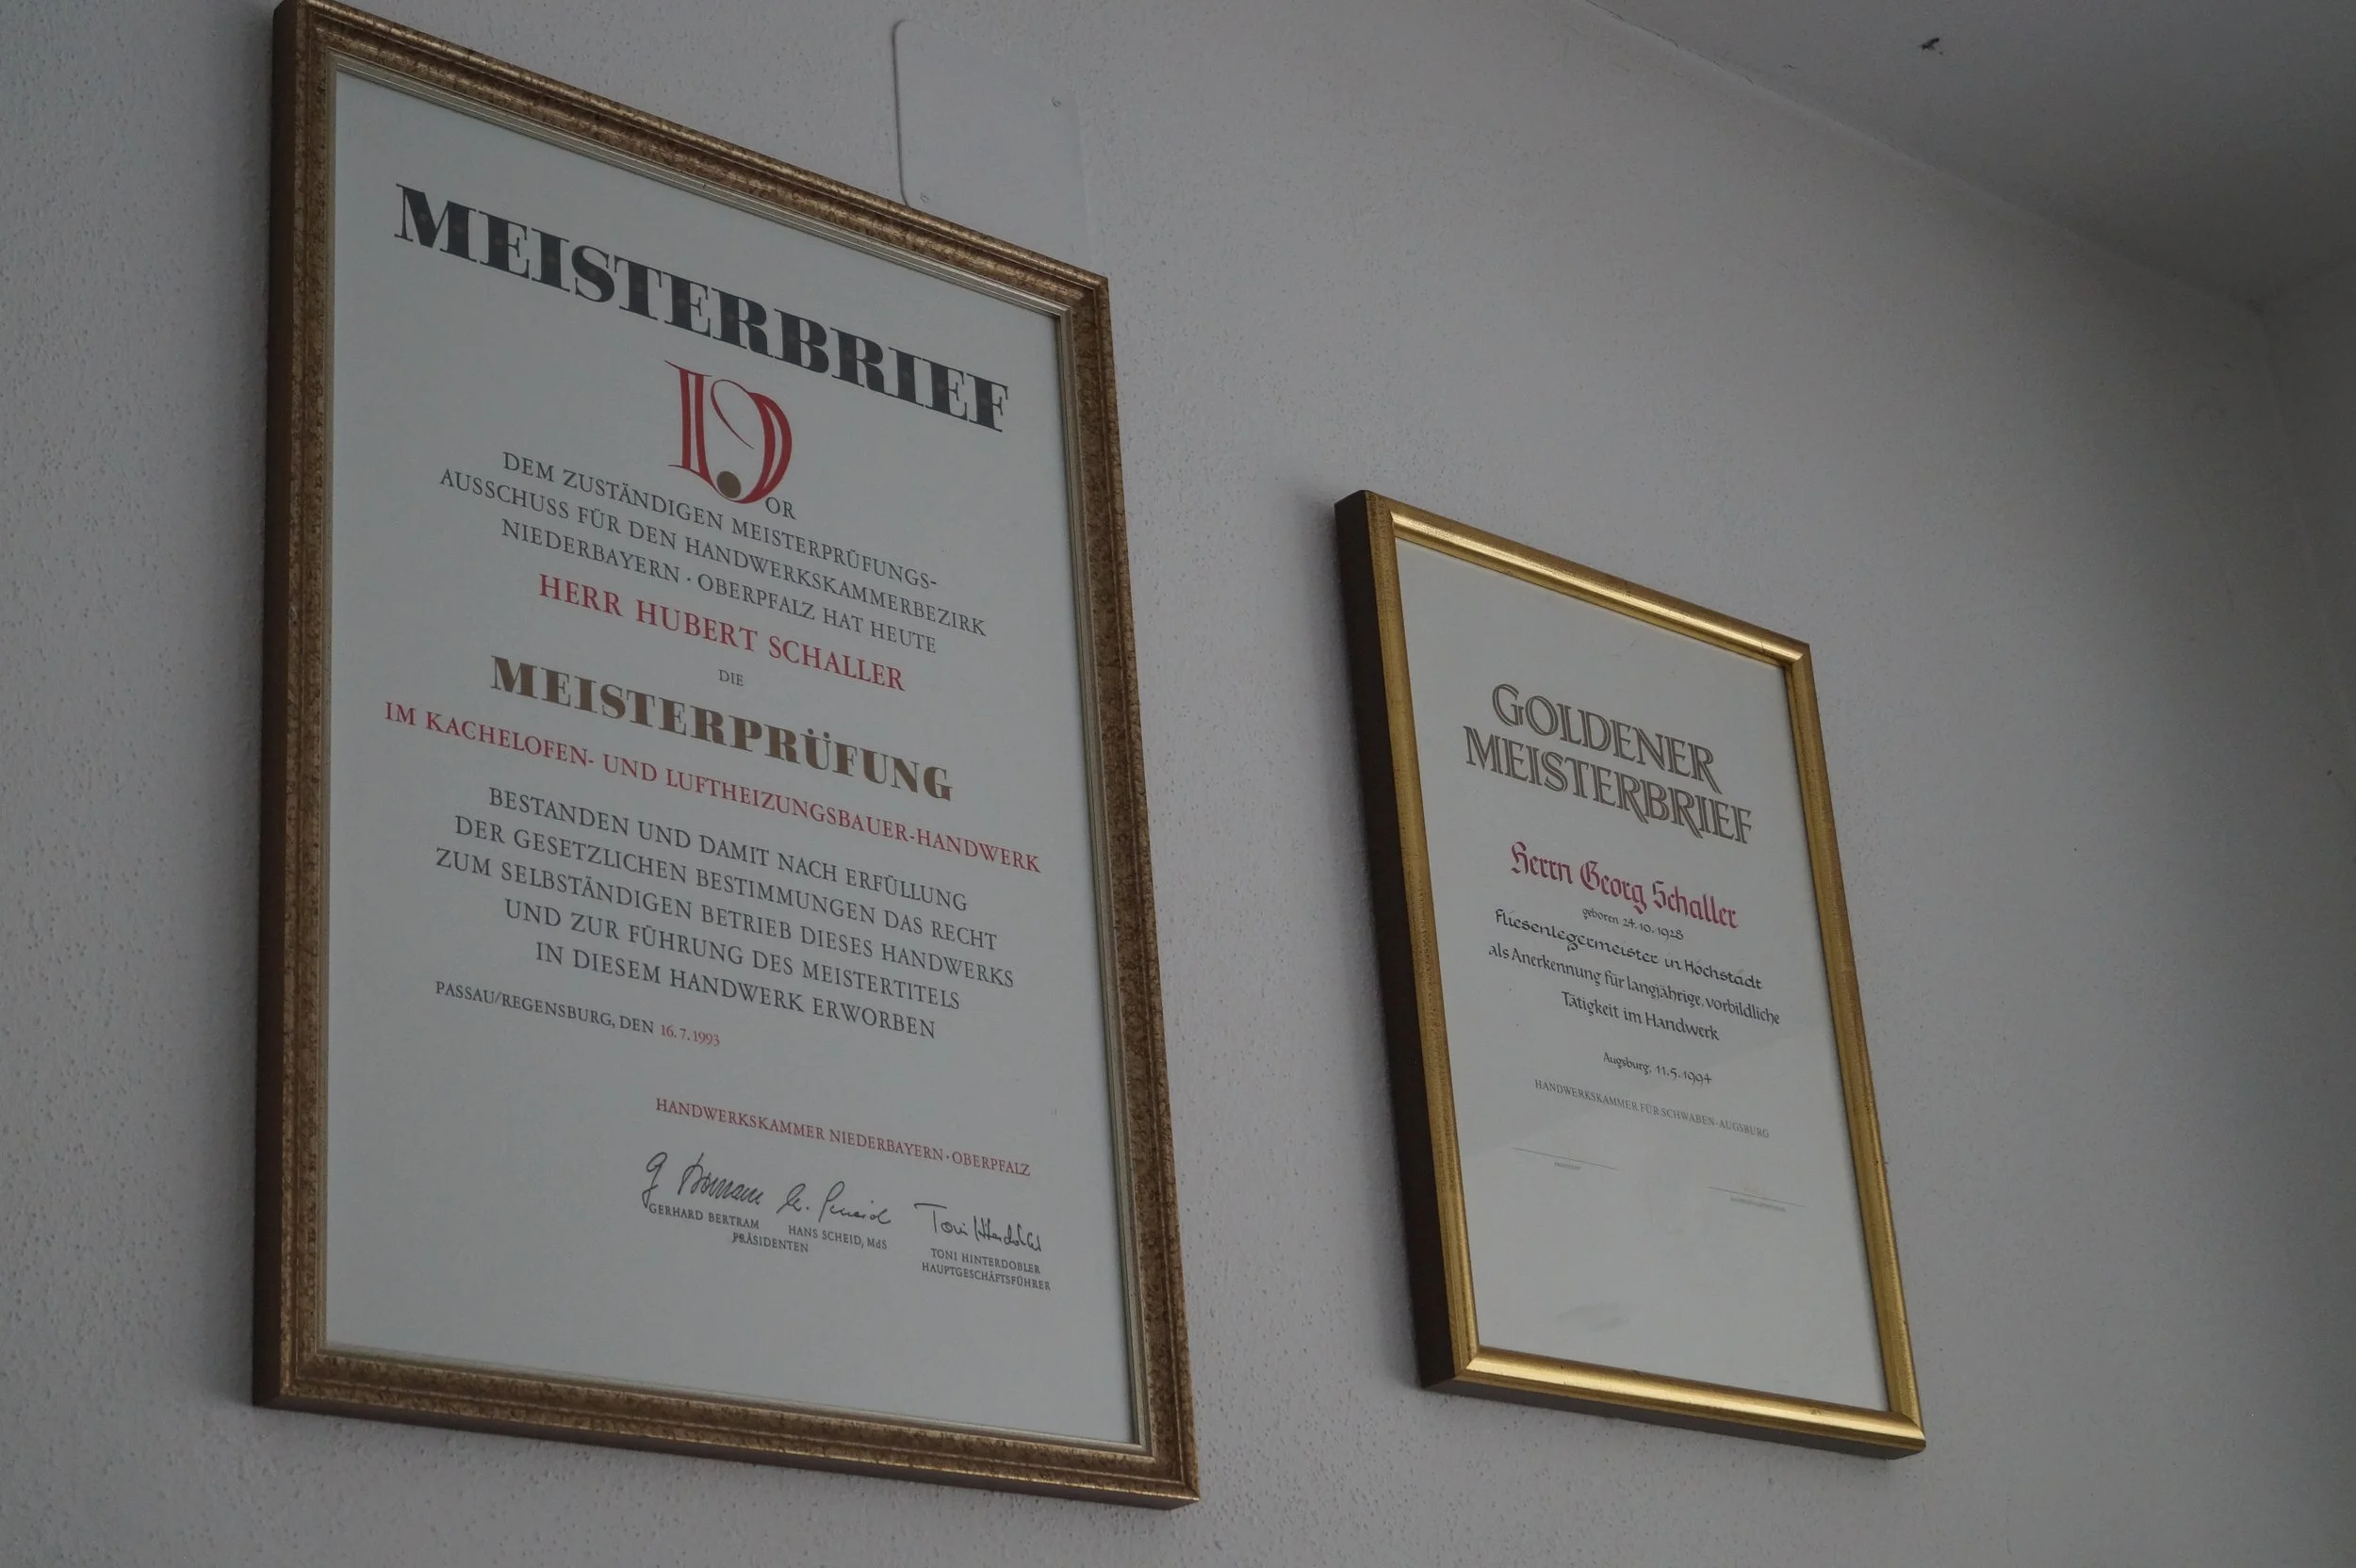 MEISTERBRIEF
VOR
DEM ZUSTÄNDIGEN MEISTERPRÜFUNGS-
AUSSCHUSS FÜR DEN HANDWERKSKAMMERBEZIRK
NIEDERBAYERN · OBERPFALZ HAT HEUTE
HERR HUBERT SCHALLER
DIE
MEISTERPRÜFUNG
IM KACHELOFEN- UND LUFTHEIZUNGSBAUER-HANDWERK
BESTANDEN UND DAMIT NACH ERFÜLLUNG
DER GESETZLICHEN BESTIMMUNGEN DAS RECHT
ZUM SELBSTÄNDIGEN BETRIEB DIESES HANDWERKS
UND ZUR FÜHRUNG DES MEISTERTITELS
IN DIESEM HANDWERK ERWORBEN
PASSAU/REGENSBURG, DEN 16.7.1993
HANDWERKSKAMMER NIEDERBAYERN · OBERPFALZ
GERHARD BERTRAM HANS SCHEID, MdS
PRÄSIDENTEN
TONI HINTERDOBLER
HAUPTGESCHÄFTSFÜHRER
GOLDENER
MEISTERBRIEF
Herrn Georg Schaller
geboren 24.10.1928
Fliesenlegermeister in Höchstädt
als Anerkennung für langjährige, vorbildliche
Tätigkeit im Handwerk
Augsburg, 11.5.1994
HANDWERKSKAMMER FÜR SCHWABEN · AUGSBURG